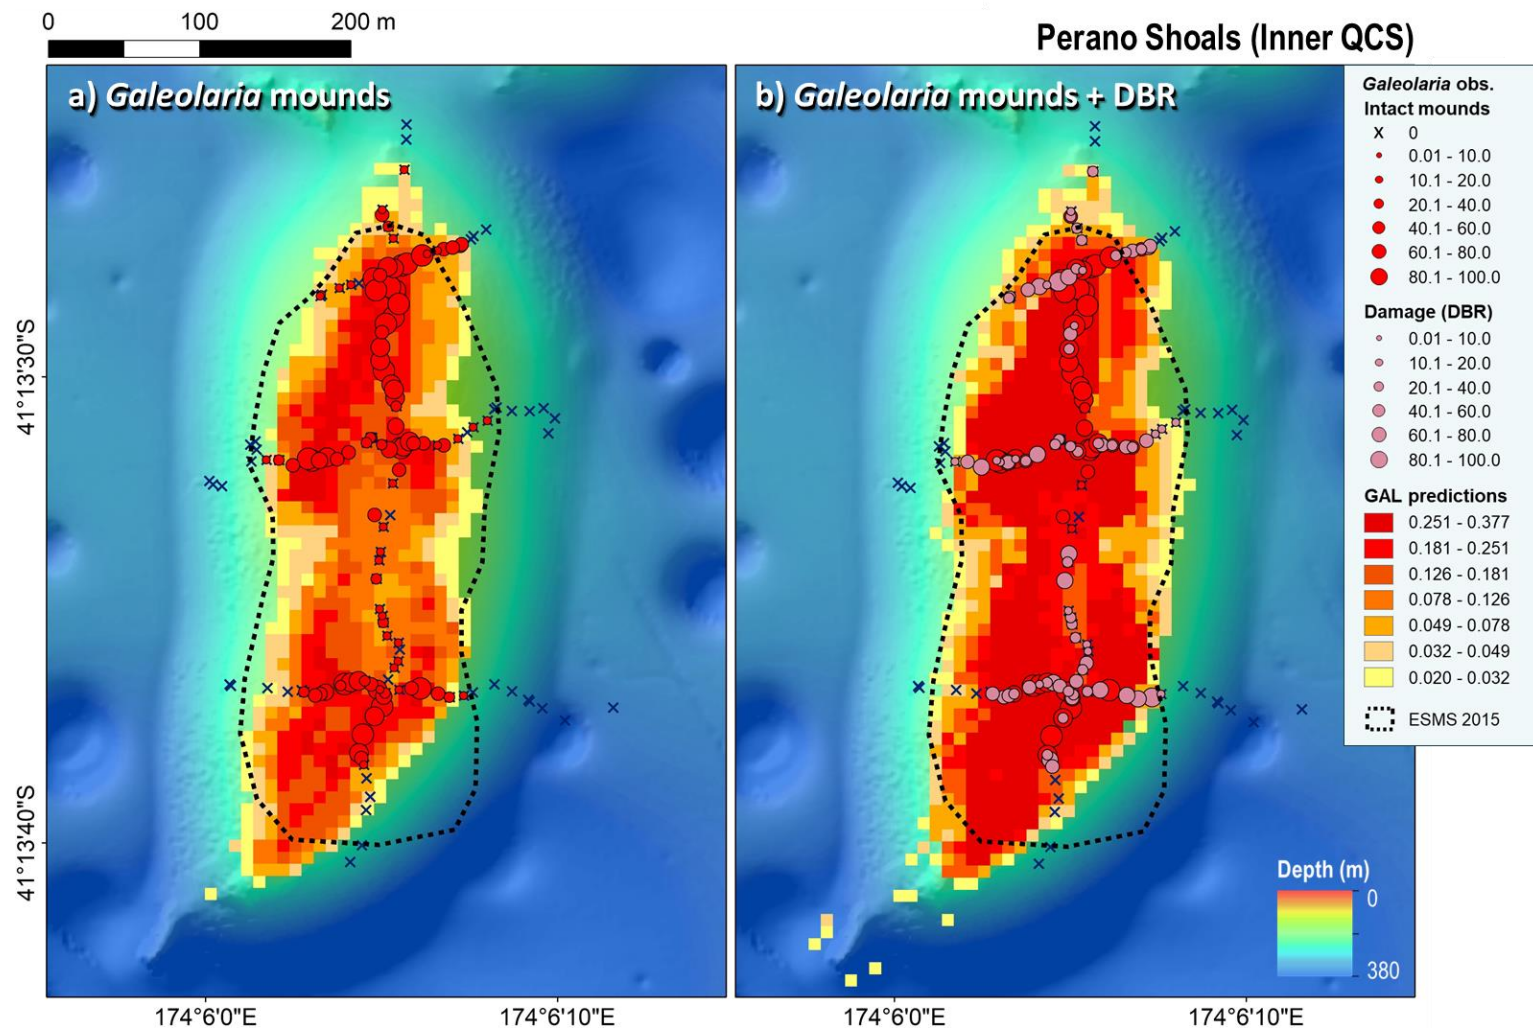 0 100 200 m
Perano Shoals (Inner QCS)
a) Galeolaria mounds
b) Galeolaria mounds + DBR
Galeolaria obs.
Intact mounds
x 0
0.01 - 10.0
10.1 - 20.0
20.1 - 40.0
40.1 - 60.0
60.1 - 80.0
80.1 - 100.0
Damage (DBR)
0.01 - 10.0
10.1 - 20.0
20.1 - 40.0
40.1 - 60.0
60.1 - 80.0
80.1 - 100.0
GAL predictions
0.251 - 0.377
0.181 - 0.251
0.126 - 0.181
0.078 - 0.126
0.049 - 0.078
0.032 - 0.049
0.020 - 0.032
ESMS 2015
41°13'30"S
41°13'40"S
Depth (m)
0
380
174°6'0"E 174°6'10"E 174°6'0"E 174°6'10"E